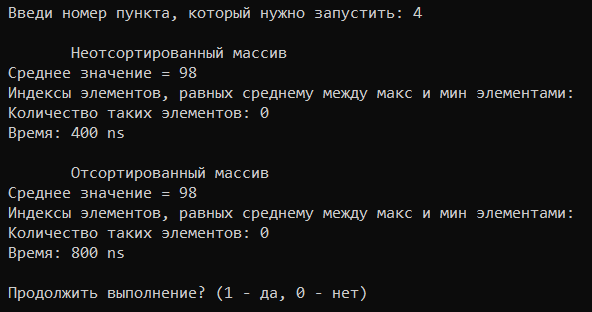 Введи номер пункта, который нужно запустить: 4
Неотсортированный массив
Среднее значение = 98
Индексы элементов, равных среднему между макс и мин элементами:
Количество таких элементов: 0
Время: 400 ns
Отсортированный массив
Среднее значение = 98
Индексы элементов, равных среднему между макс и мин элементами:
Количество таких элементов: 0
Время: 800 ns
Продолжить выполнение? (1 - да, 0 - нет)